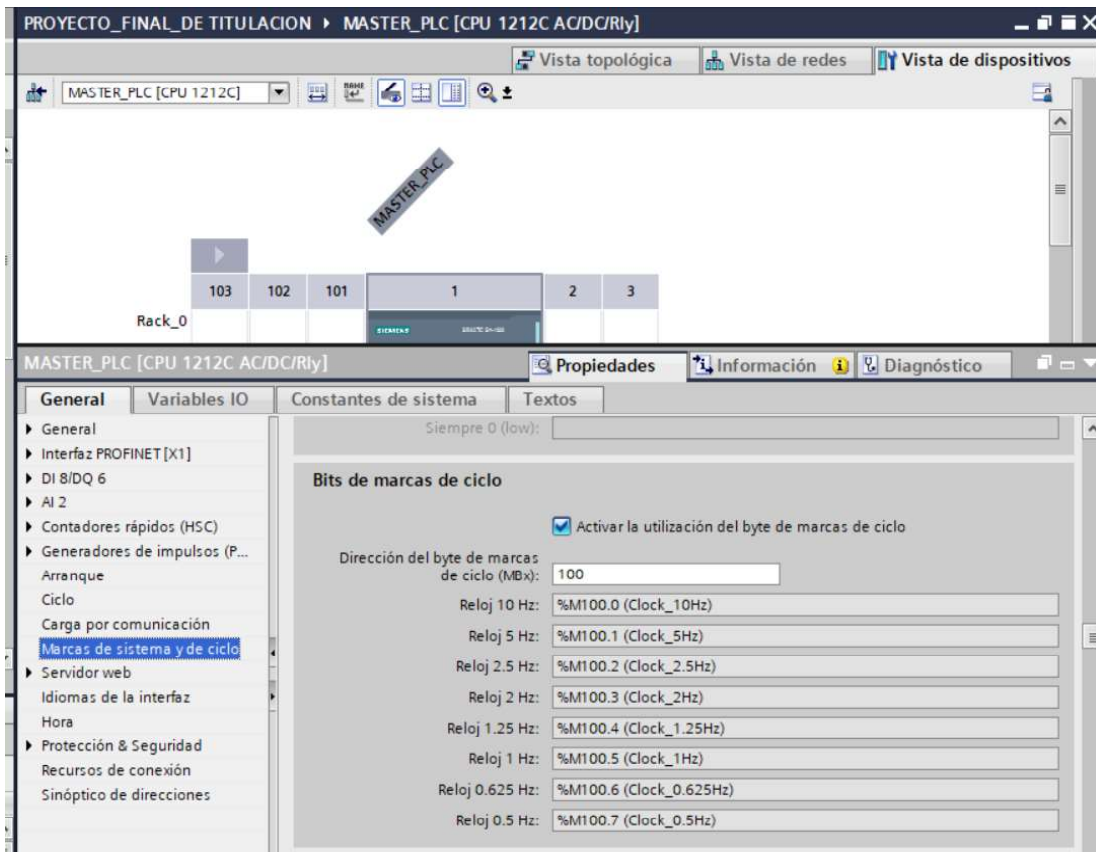 PROYECTO_FINAL_DE TITULACION ▸ MASTER_PLC [CPU 1212C AC/DC/Rly]
Vista topológica Vista de redes Vista de dispositivos
MASTER_PLC [CPU 1212C]
MASTER_PLC
103 102 101 1 2 3
Rack_0
SIEMENS
MASTER_PLC [CPU 1212C AC/DC/Rly] Propiedades Información Diagnóstico
General Variables IO Constantes de sistema Textos
General
Interfaz PROFINET [X1]
DI 8/DQ 6
AI 2
Contadores rápidos (HSC)
Generadores de impulsos (P...
Arranque
Ciclo
Carga por comunicación
Marcas de sistema y de ciclo
Servidor web
Idiomas de la interfaz
Hora
Protección & Seguridad
Recursos de conexión
Sinóptico de direcciones
Siempre 0 (low):
Bits de marcas de ciclo
Activar la utilización del byte de marcas de ciclo
Dirección del byte de marcas
de ciclo (MBx): 100
Reloj 10 Hz: %M100.0 (Clock_10Hz)
Reloj 5 Hz: %M100.1 (Clock_5Hz)
Reloj 2.5 Hz: %M100.2 (Clock_2.5Hz)
Reloj 2 Hz: %M100.3 (Clock_2Hz)
Reloj 1.25 Hz: %M100.4 (Clock_1.25Hz)
Reloj 1 Hz: %M100.5 (Clock_1Hz)
Reloj 0.625 Hz: %M100.6 (Clock_0.625Hz)
Reloj 0.5 Hz: %M100.7 (Clock_0.5Hz)